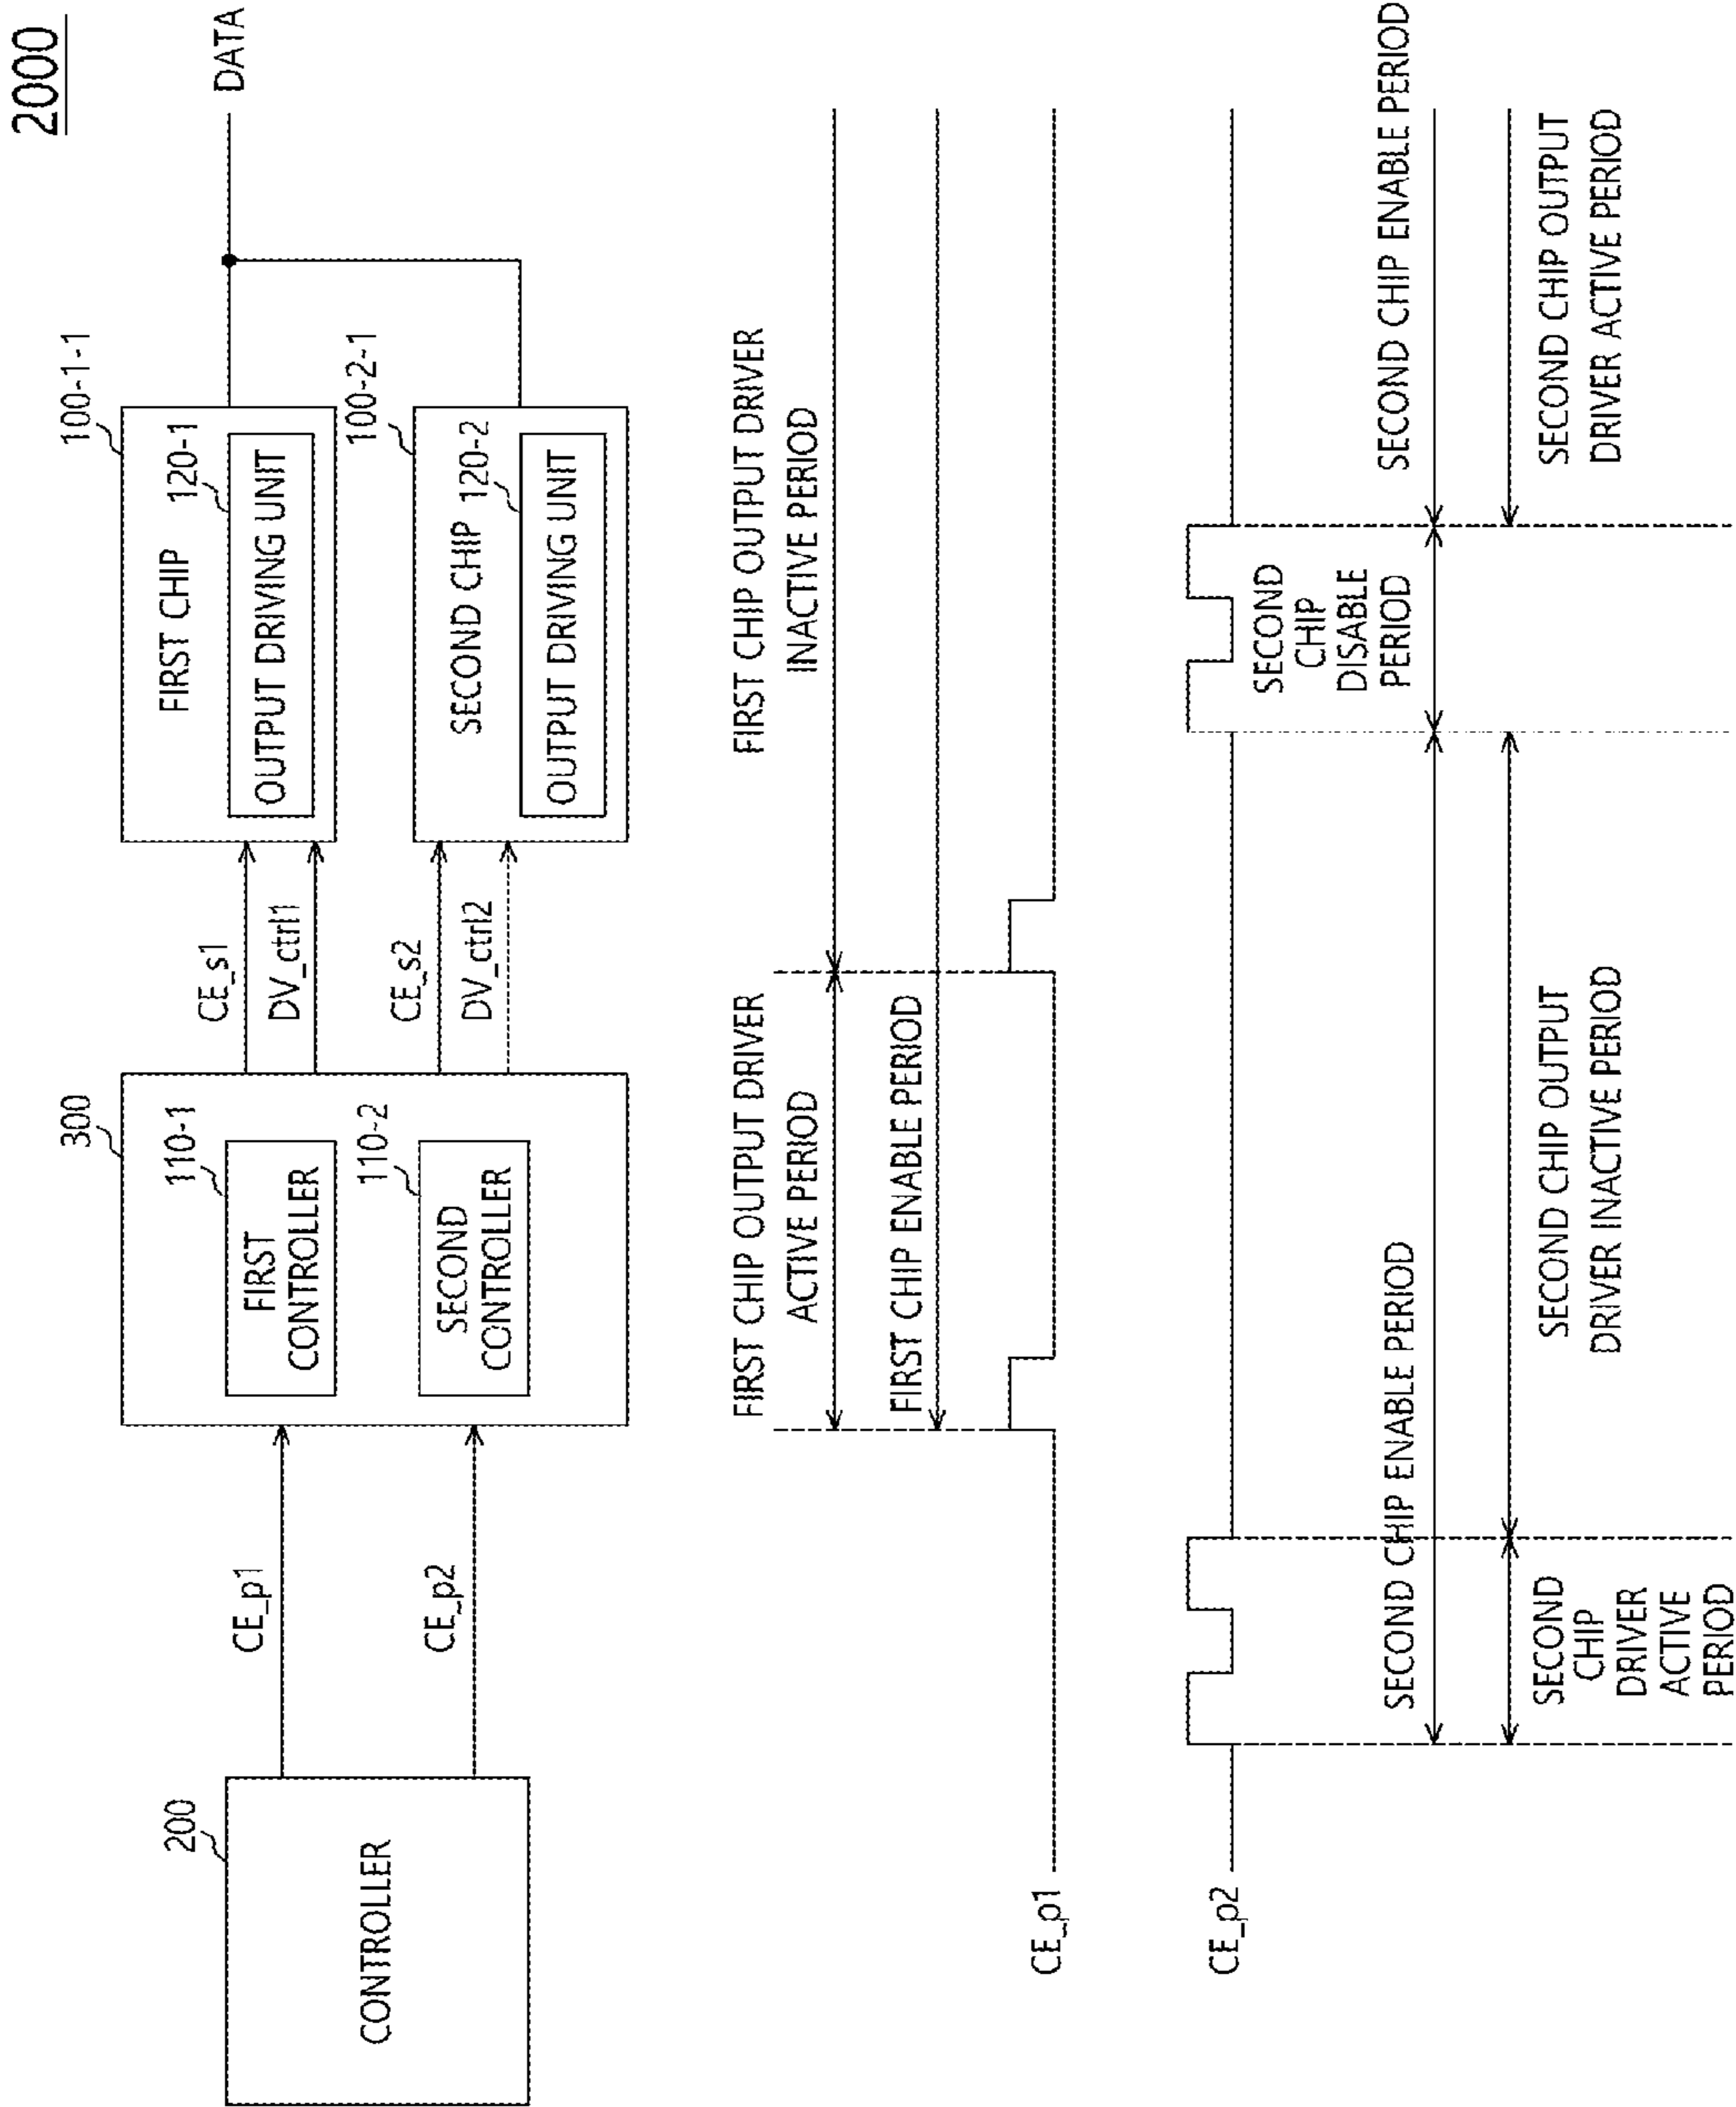 2000
200
CONTROLLER
CE_p1
CE_p2
300
110-1
FIRST
CONTROLLER
110-2
SECOND
CONTROLLER
CE_s1
DV_ctrl1
CE_s2
DV_ctrl2
100-1-1
FIRST CHIP
120-1
OUTPUT DRIVING UNIT
100-2-1
SECOND CHIP
120-2
OUTPUT DRIVING UNIT
DATA
FIRST CHIP OUTPUT DRIVER
ACTIVE PERIOD
FIRST CHIP OUTPUT DRIVER
INACTIVE PERIOD
FIRST CHIP ENABLE PERIOD
CE_p1
CE_p2
SECOND
CHIP
DISABLE
PERIOD
SECOND CHIP ENABLE PERIOD
SECOND CHIP ENABLE PERIOD
SECOND
CHIP
DRIVER
ACTIVE
PERIOD
SECOND CHIP OUTPUT
DRIVER INACTIVE PERIOD
SECOND CHIP OUTPUT
DRIVER ACTIVE PERIOD